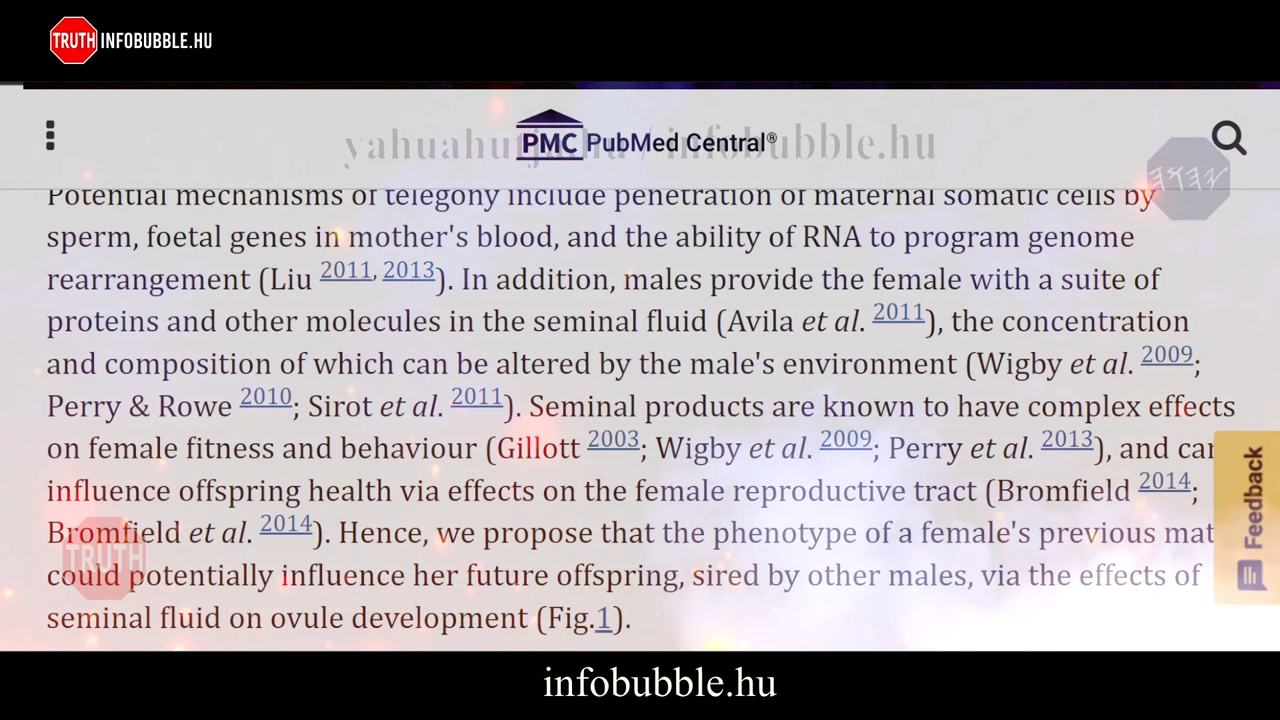 TRUTH INFOBUBBLE.HU
PMC PubMed Central®
infobubble.hu
Potential mechanisms of telegony include penetration of maternal somatic cells by
sperm, foetal genes in mother's blood, and the ability of RNA to program genome
rearrangement (Liu 2011, 2013). In addition, males provide the female with a suite of
proteins and other molecules in the seminal fluid (Avila et al. 2011), the concentration
and composition of which can be altered by the male's environment (Wigby et al. 2009;
Perry & Rowe 2010; Sirot et al. 2011). Seminal products are known to have complex effects
on female fitness and behaviour (Gillott 2003; Wigby et al. 2009; Perry et al. 2013), and can
influence offspring health via effects on the female reproductive tract (Bromfield 2014;
Bromfield et al. 2014). Hence, we propose that the phenotype of a female's previous mat
could potentially influence her future offspring, sired by other males, via the effects of
seminal fluid on ovule development (Fig.1).
Feedback
TRUTH
infobubble.hu